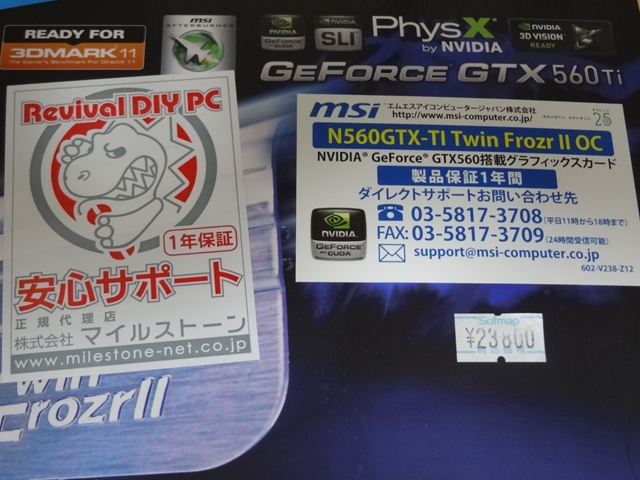 READY FOR
3DMARK 11
The Gamer's Benchmark For DirectX 11
msi
AFTERBURNER
NVIDIA
GEFORCE
CUDA
NVIDIA
SLI
PhysX
by NVIDIA
NVIDIA
3D VISION
READY
GEFORCE GTX 560 Ti
Revival DIY PC
1年保証
安心サポート
正規代理店
株式会社 マイルストーン
www.milestone-net.co.jp
Twin
FrozrII
msi エムエスアイコンピュータージャパン株式会社
http://www.msi-computer.co.jp/
25
N560GTX-TI Twin Frozr II OC
NVIDIA® GeForce® GTX560搭載グラフィックスカード
製品保証1年間
ダイレクトサポートお問い合わせ先
03-5817-3708(平日11時から18時まで)
FAX: 03-5817-3709(24時間受信可能)
support@msi-computer.co.jp
602-V238-Z12
NVIDIA
GEFORCE
CUDA
Sofmap
¥23800